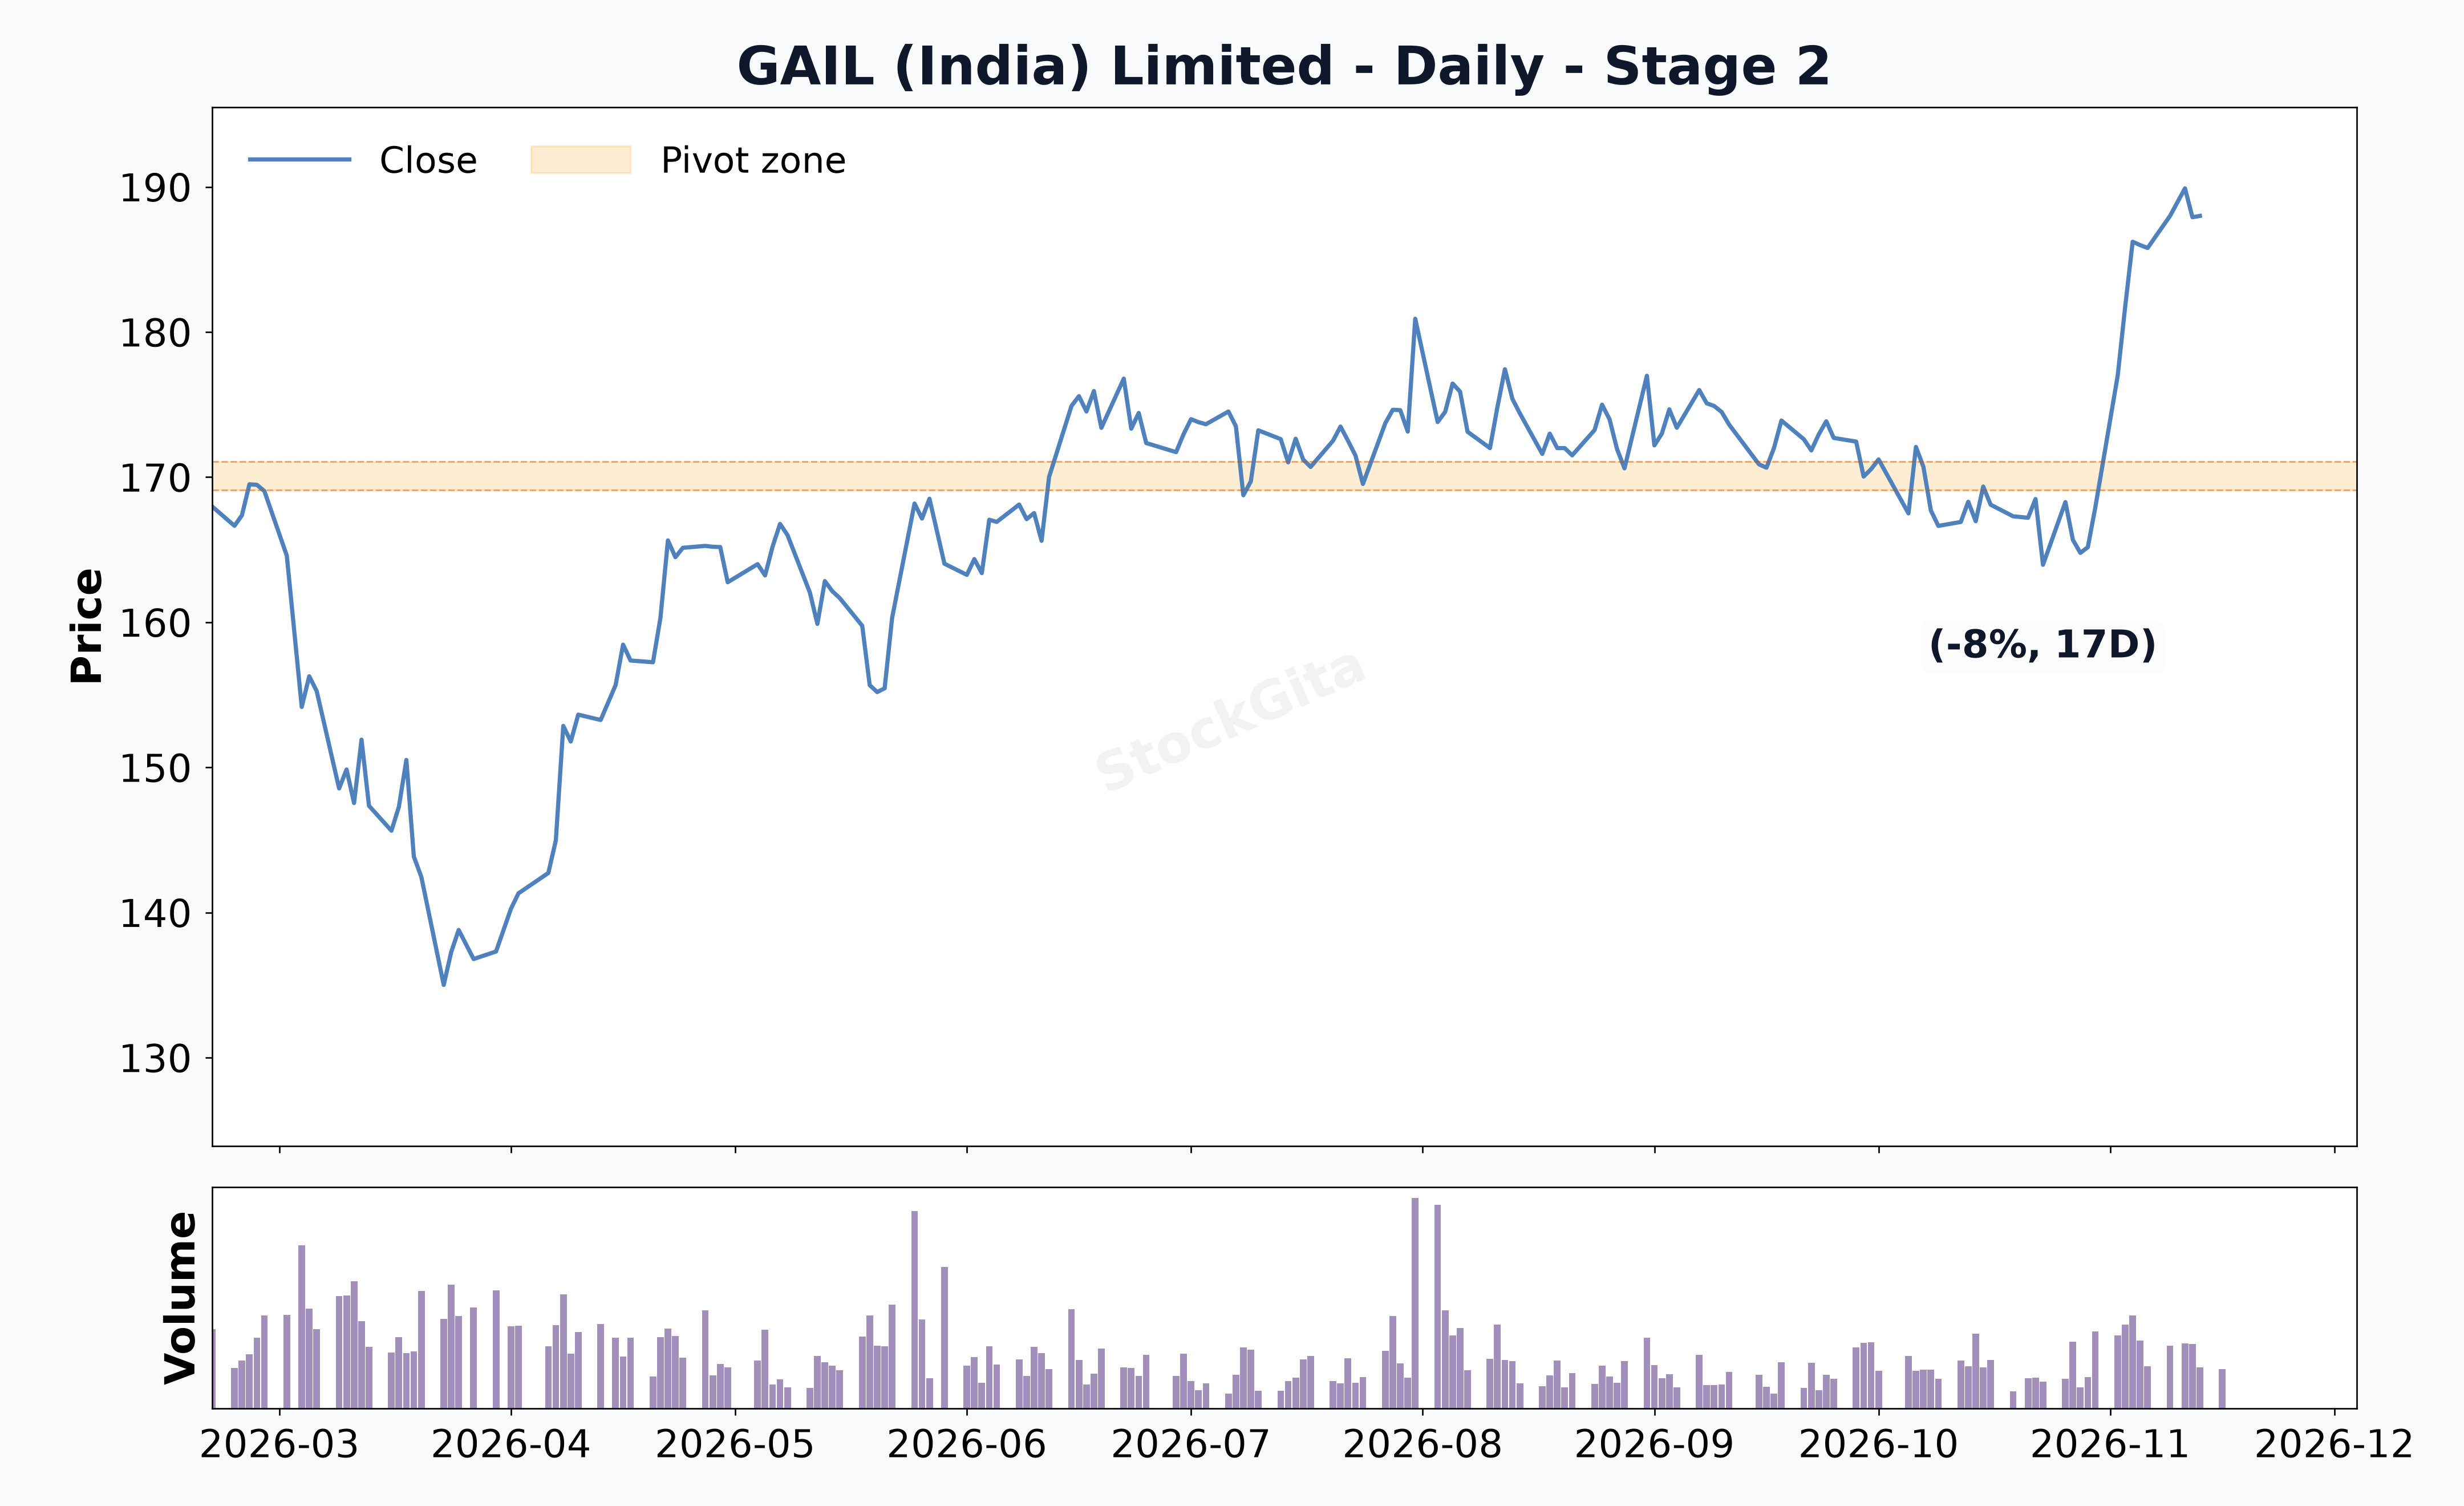 GAIL (India) Limited - Daily - Stage 2
Close
Pivot zone
190
180
170
160
150
140
130
Price
(-8%, 17D)
StockGita
Volume
2026-03
2026-04
2026-05
2026-06
2026-07
2026-08
2026-09
2026-10
2026-11
2026-12